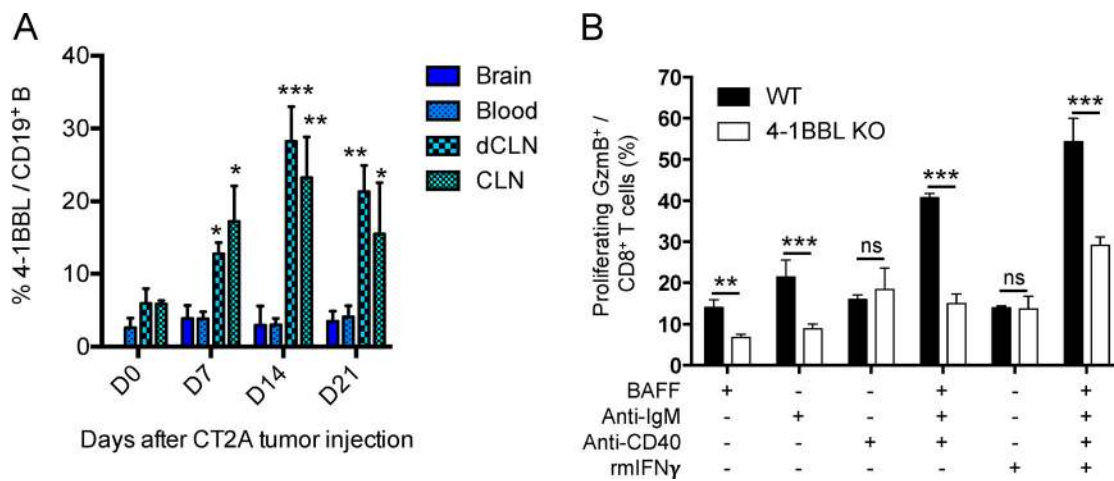 A
% 4-1BBL / CD19+ B
40
30
20
10
0
Brain
Blood
dCLN
CLN
*
*
***
**
**
*
D0
D7
D14
D21
Days after CT2A tumor injection
B
Proliferating GzmB+ /
CD8+ T cells (%)
70
60
50
40
30
20
10
0
WT
4-1BBL KO
**
***
ns
***
ns
***
BAFF + - - + - +
Anti-IgM - + - + - +
Anti-CD40 - - + + - +
rmIFNγ - - - - + +